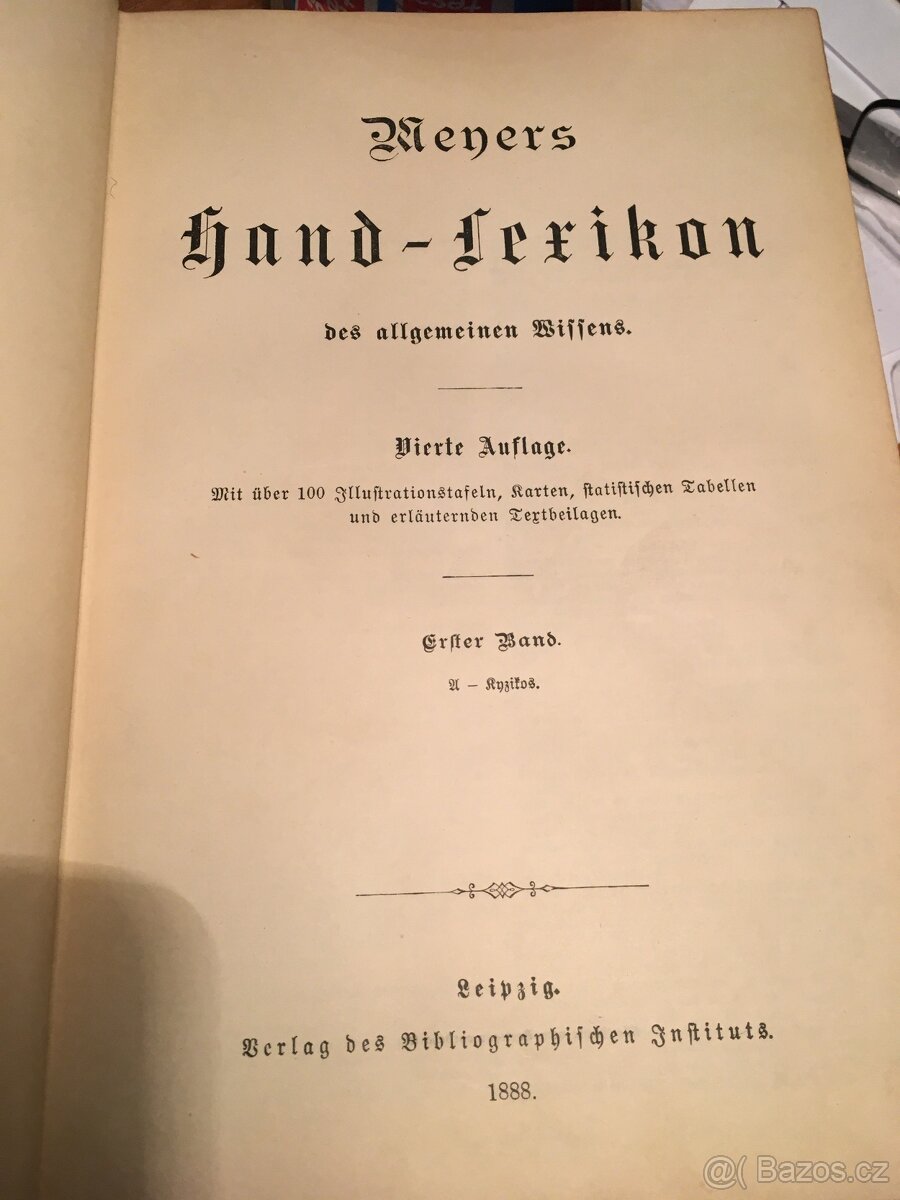 Meyers
Hand-Lexikon
des allgemeinen Wissens.
Vierte Auflage.
Mit über 100 Illustrationstafeln, Karten, statistischen Tabellen
und erläuternden Textbeilagen.
Erster Band.
A – Kyzikos.
Leipzig.
Verlag des Bibliographischen Instituts.
1888.
@( Bazos.cz